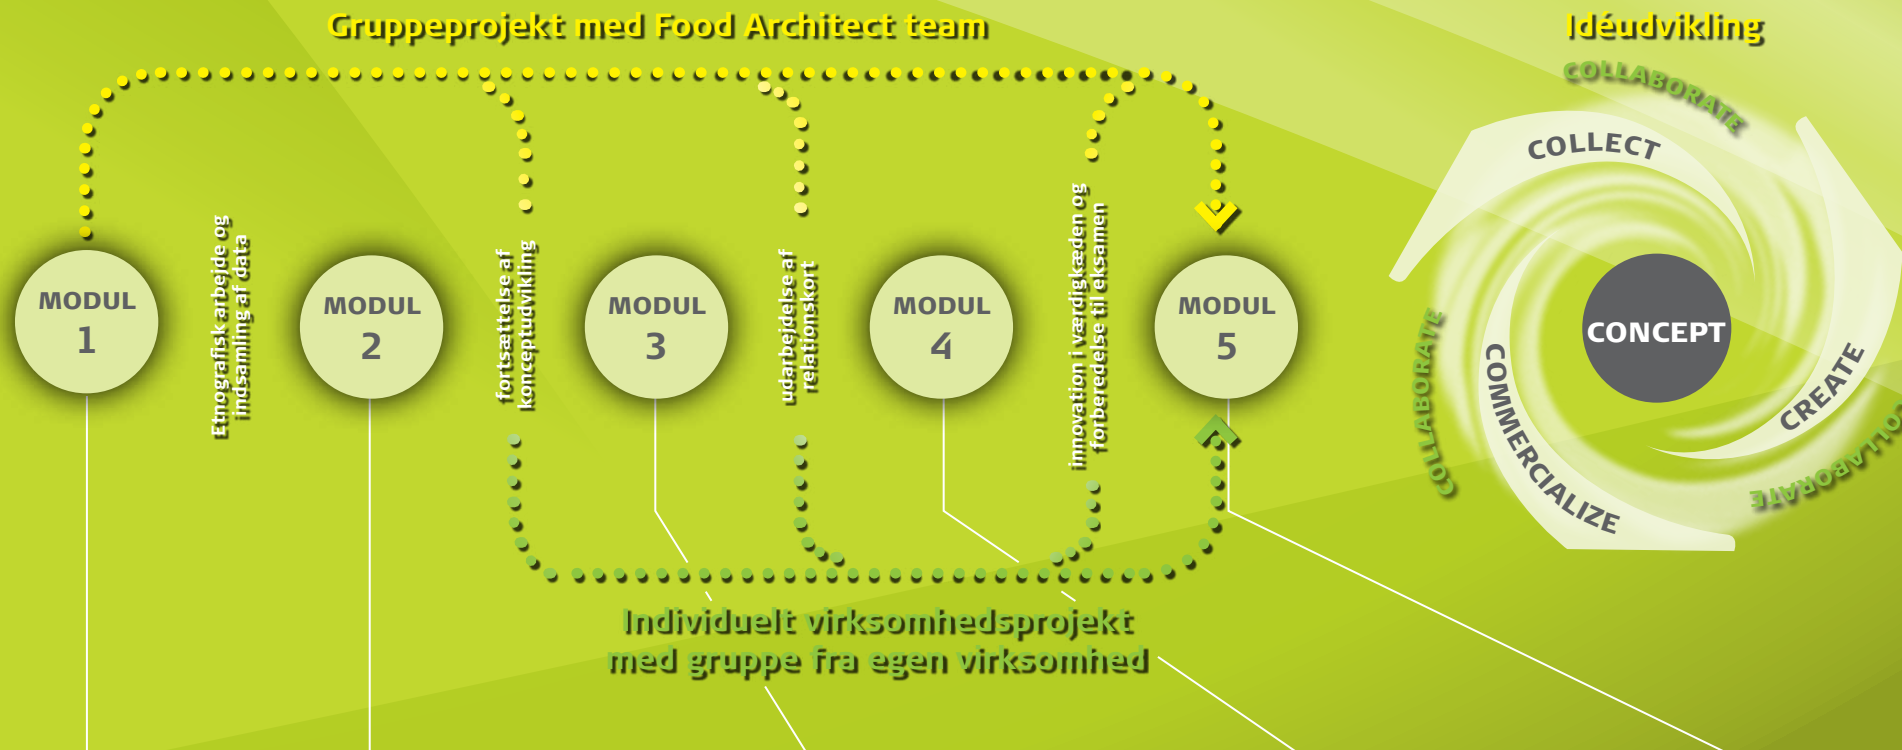 Gruppeprojekt med Food Architect team
Idéudvikling
MODUL
1
Etnografisk arbejde og
indsamling af data
MODUL
2
fortsættelse af
konceptudvikling
MODUL
3
udarbejdelse af
relationskort
MODUL
4
innovation i værdigkæden og
forberedelse til eksamen
MODUL
5
COLLABORATE
COLLECT
CONCEPT
CREATE
COLLABORATE
COMMERCIALIZE
COLLABORATE
Individuelt virksomhedsprojekt
med gruppe fra egen virksomhed